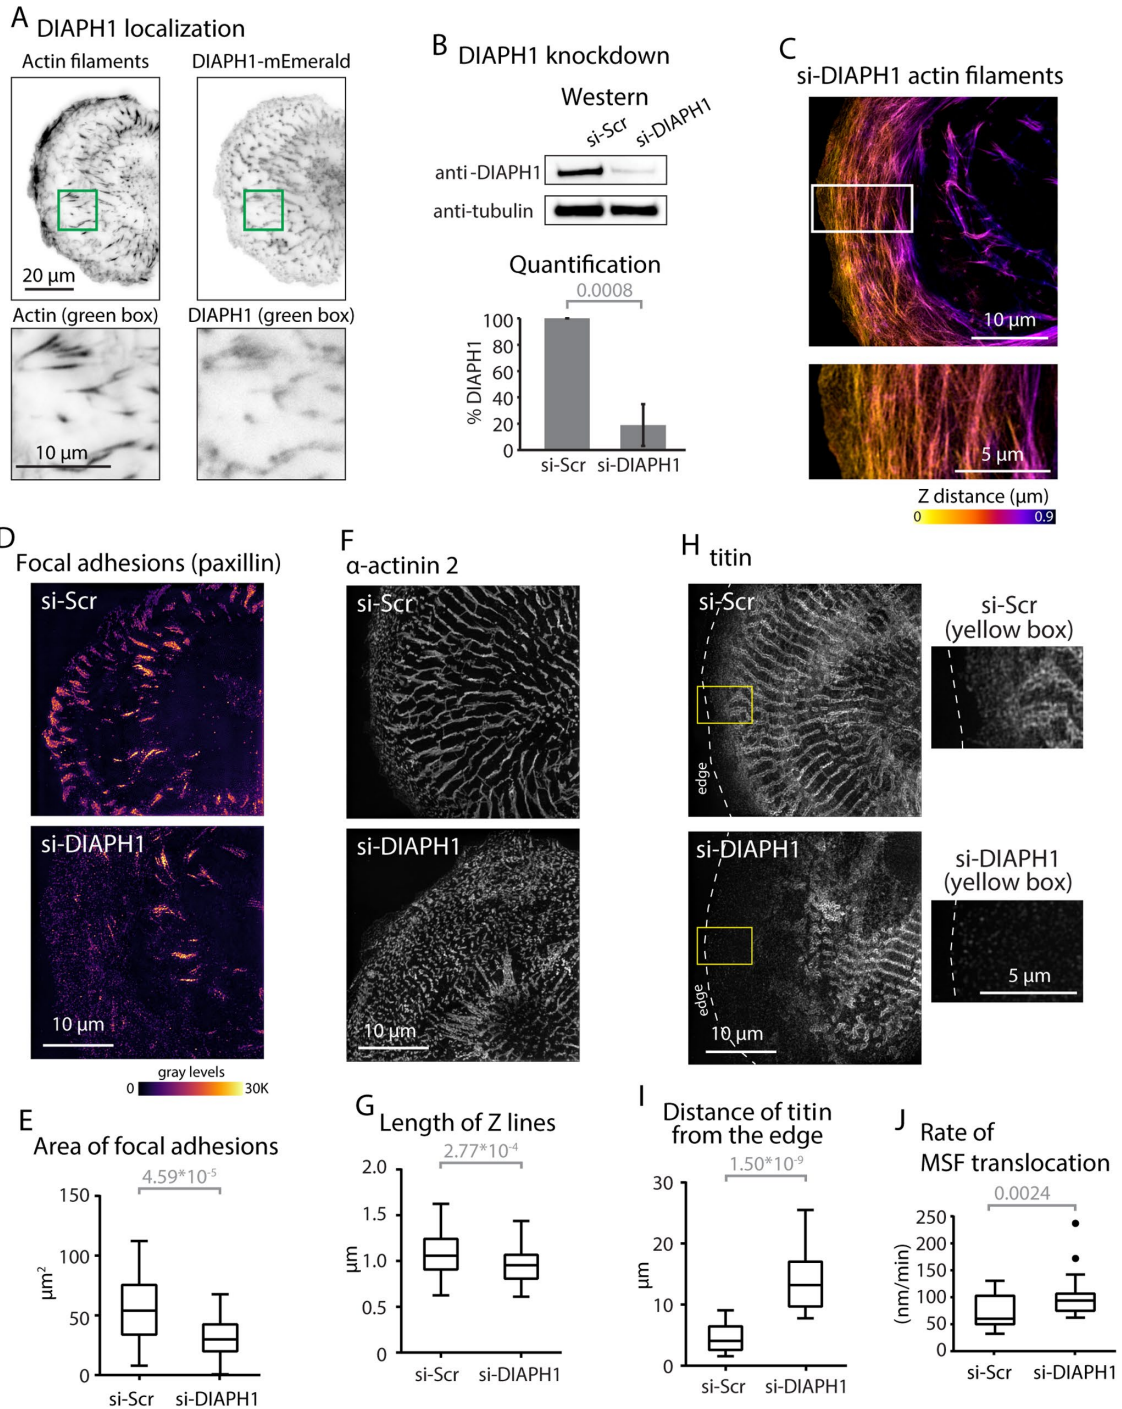 A DIAPH1 localization
Actin filaments
DIAPH1-mEmerald
20 µm
Actin (green box)
DIAPH1 (green box)
10 µm
B DIAPH1 knockdown
Western
si-Scr
si-DIAPH1
anti-DIAPH1
anti-tubulin
Quantification
0.0008
100
80
60
40
20
0
% DIAPH1
si-Scr
si-DIAPH1
C
si-DIAPH1 actin filaments
10 µm
5 µm
Z distance (µm)
0
0.9
D
Focal adhesions (paxillin)
si-Scr
si-DIAPH1
10 µm
gray levels
0
30K
E
Area of focal adhesions
4.59*10-5
150
100
50
0
µm2
si-Scr
si-DIAPH1
F
α-actinin 2
si-Scr
si-DIAPH1
10 µm
G Length of Z lines
2.77*10-4
2.0
1.5
1.0
0.5
0
µm
si-Scr
si-DIAPH1
H titin
si-Scr
edge
si-Scr
(yellow box)
si-DIAPH1
edge
10 µm
si-DIAPH1
(yellow box)
5 µm
I
Distance of titin
from the edge
1.50*10-9
30
20
10
0
µm
si-Scr
si-DIAPH1
J Rate of
MSF translocation
0.0024
250
200
150
100
50
0
(nm/min)
si-Scr
si-DIAPH1